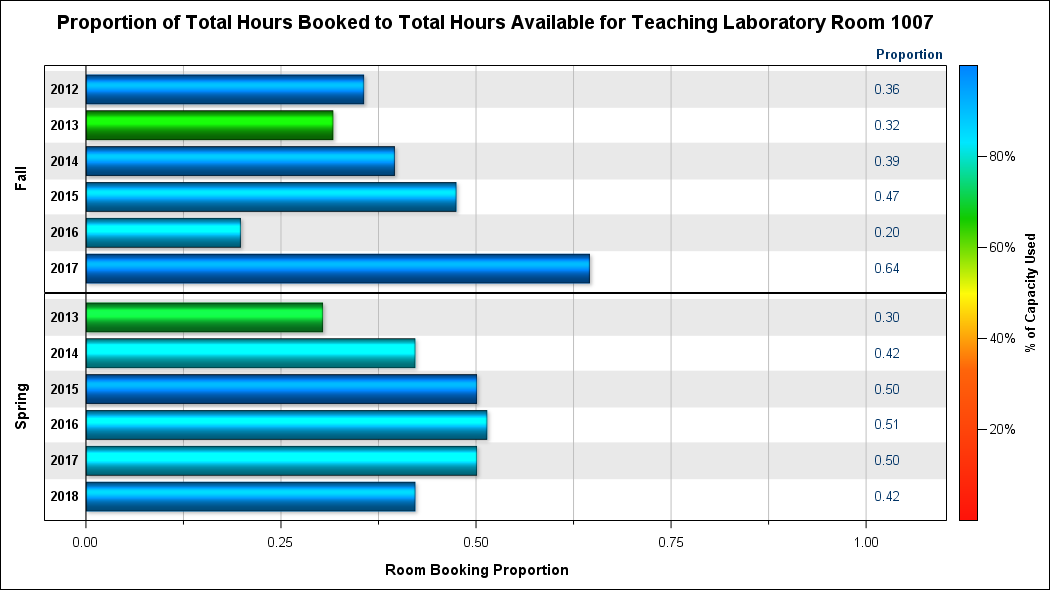 Proportion of Total Hours Booked to Total Hours Available for Teaching Laboratory Room 1007
Proportion
Fall
2012 0.36
2013 0.32
2014 0.39
2015 0.47
2016 0.20
2017 0.64
Spring
2013 0.30
2014 0.42
2015 0.50
2016 0.51
2017 0.50
2018 0.42
0.00 0.25 0.50 0.75 1.00
Room Booking Proportion
80%
60%
40%
20%
% of Capacity Used